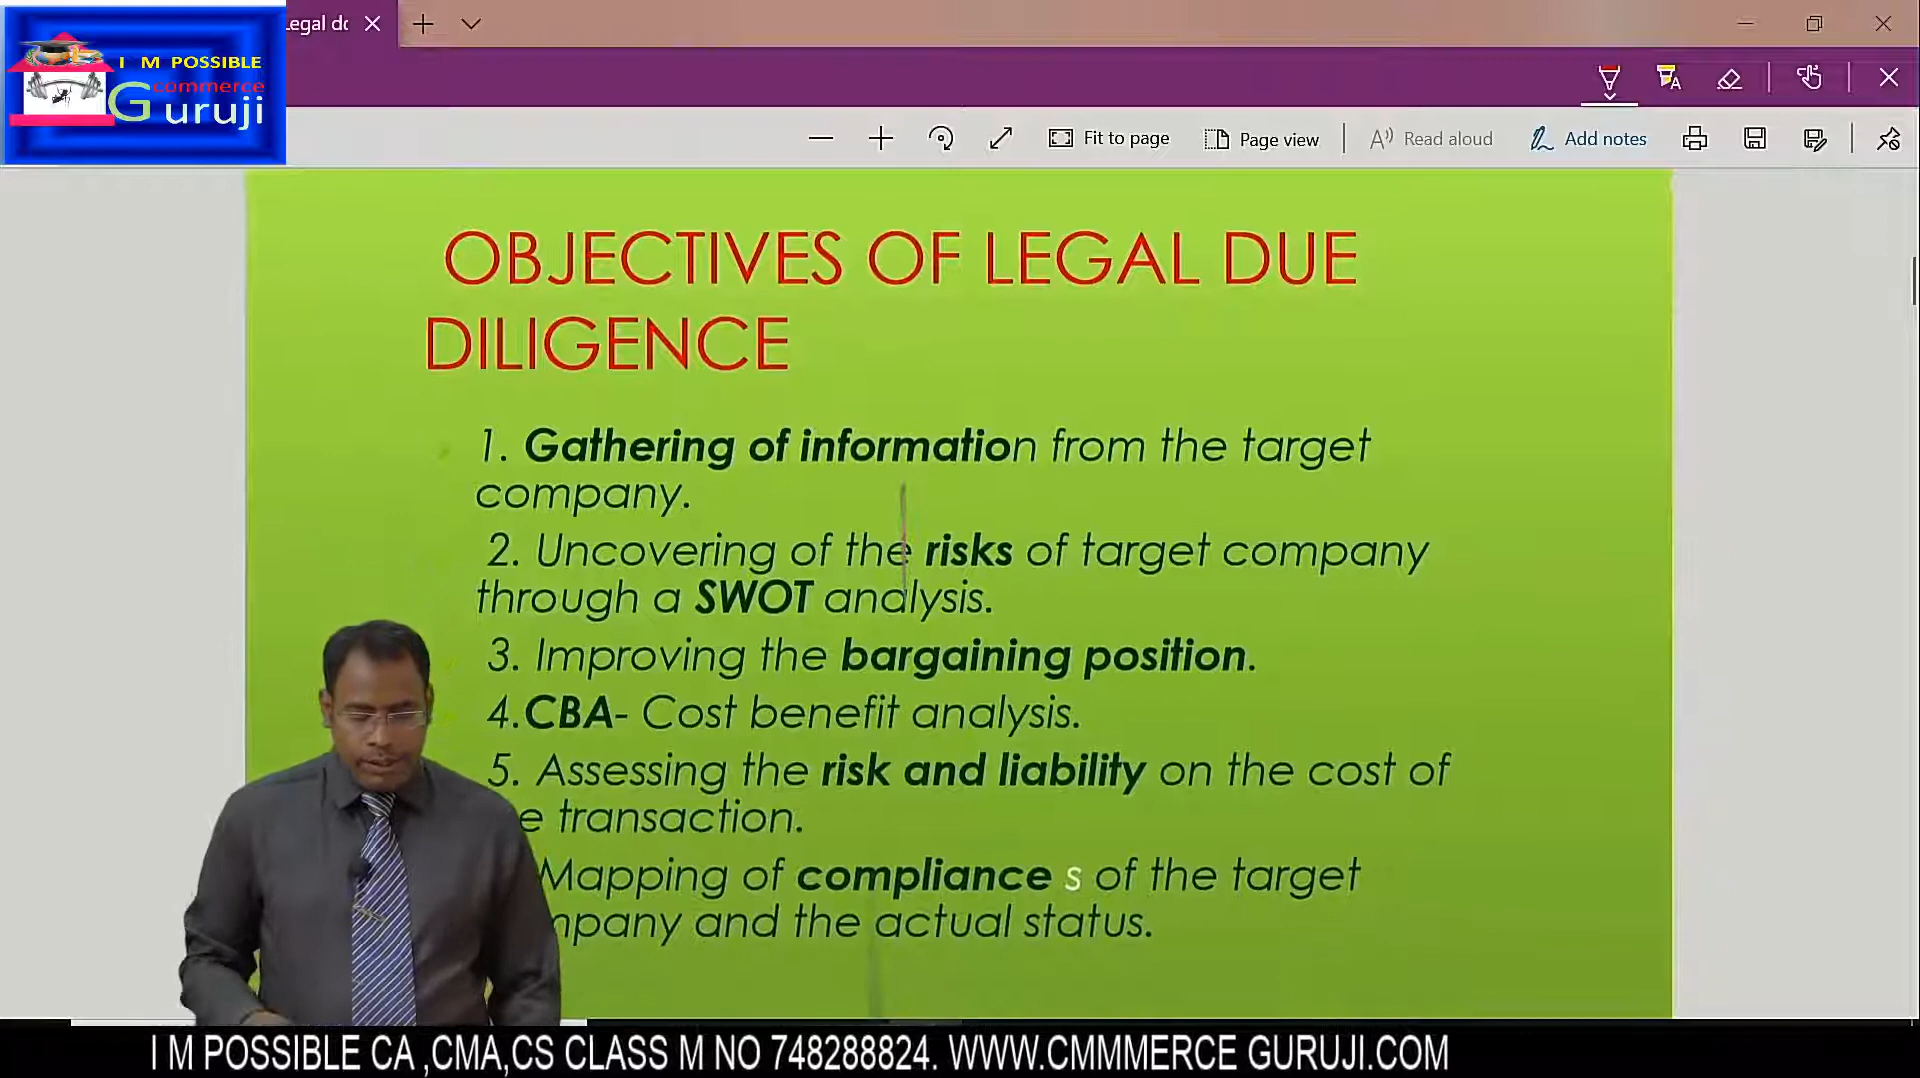 Legal do
I M POSSIBLE
commerce
Guruji
Fit to page
Page view
Read aloud
Add notes
OBJECTIVES OF LEGAL DUE
DILIGENCE
1. Gathering of information from the target
company.
2. Uncovering of the risks of target company
through a SWOT analysis.
3. Improving the bargaining position.
4.CBA- Cost benefit analysis.
5. Assessing the risk and liability on the cost of
e transaction.
Mapping of compliance s of the target
mpany and the actual status.
I M POSSIBLE CA ,CMA,CS CLASS M NO 748288824. WWW.CMMMERCE GURUJI.COM